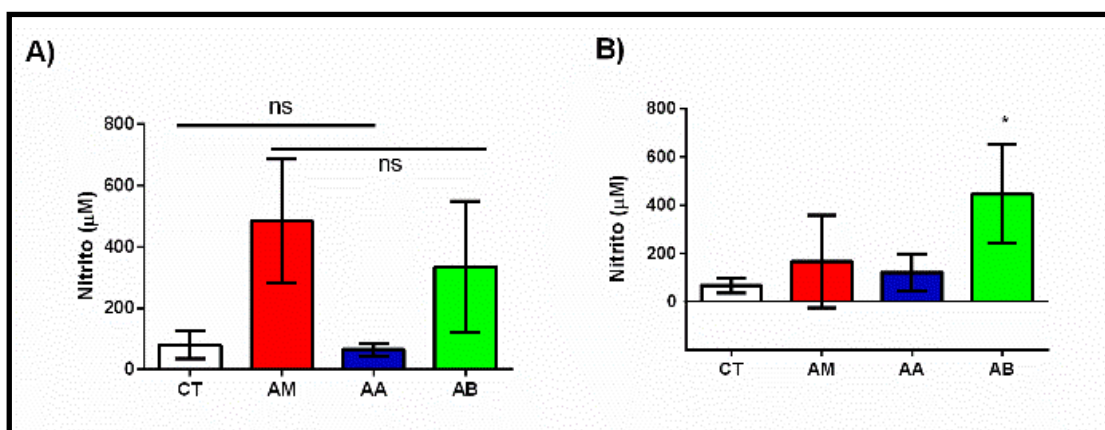 A)
ns
ns
Nitrito (µM)
800
600
400
200
0
CT AM AA AB
B)
*
Nitrito (µM)
800
600
400
200
0
CT AM AA AB